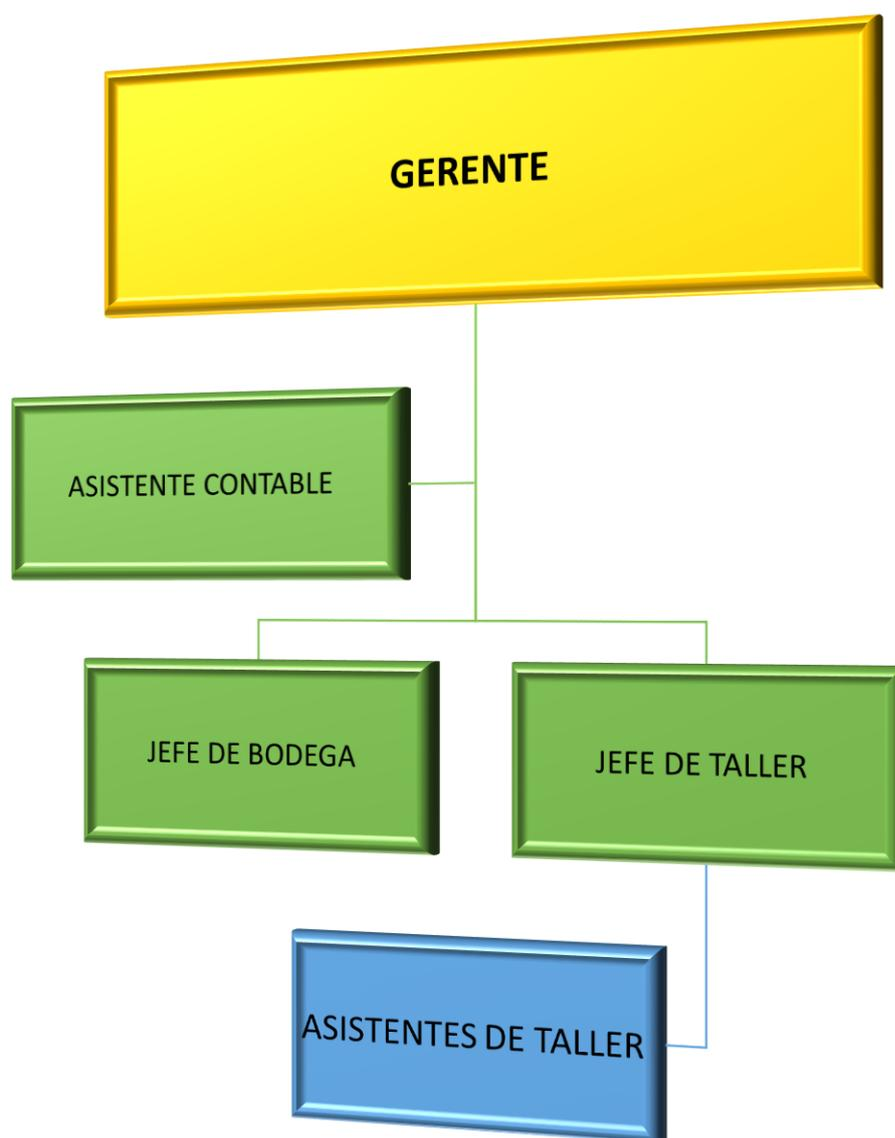 GERENTE
ASISTENTE CONTABLE
JEFE DE BODEGA
JEFE DE TALLER
ASISTENTES DE TALLER